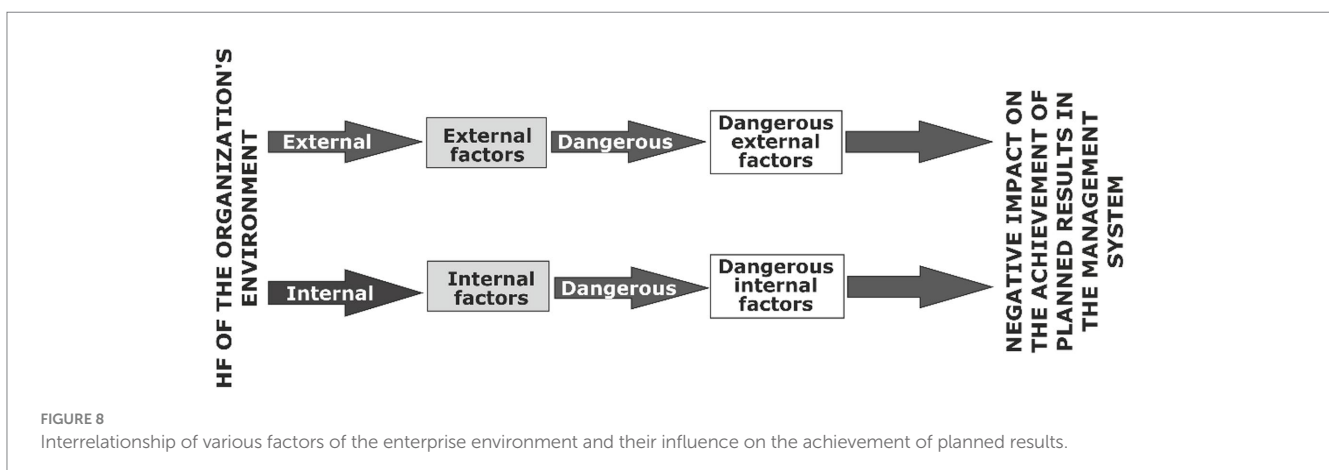 HF OF THE ORGANIZATION'S
ENVIRONMENT
External
External
factors
Dangerous
Dangerous
external
factors
Internal
Internal
factors
Dangerous
Dangerous
internal
factors
NEGATIVE IMPACT ON
THE ACHIEVEMENT OF
PLANNED RESULTS IN
THE MANAGEMENT
SYSTEM
FIGURE 8
Interrelationship of various factors of the enterprise environment and their influence on the achievement of planned results.